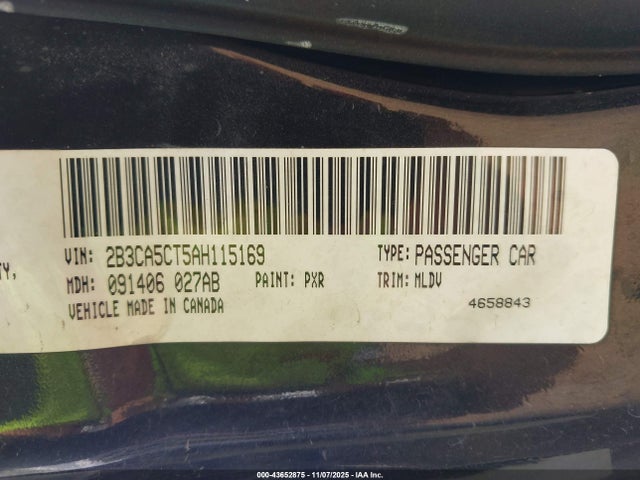 TY,
VIN: 2B3CA5CT5AH115169 TYPE: PASSENGER CAR
MDH: 091406 027AB PAINT: PXR TRIM: MLDV
VEHICLE MADE IN CANADA 4658843
000-43652875 - 11/07/2025 - IAA Inc.